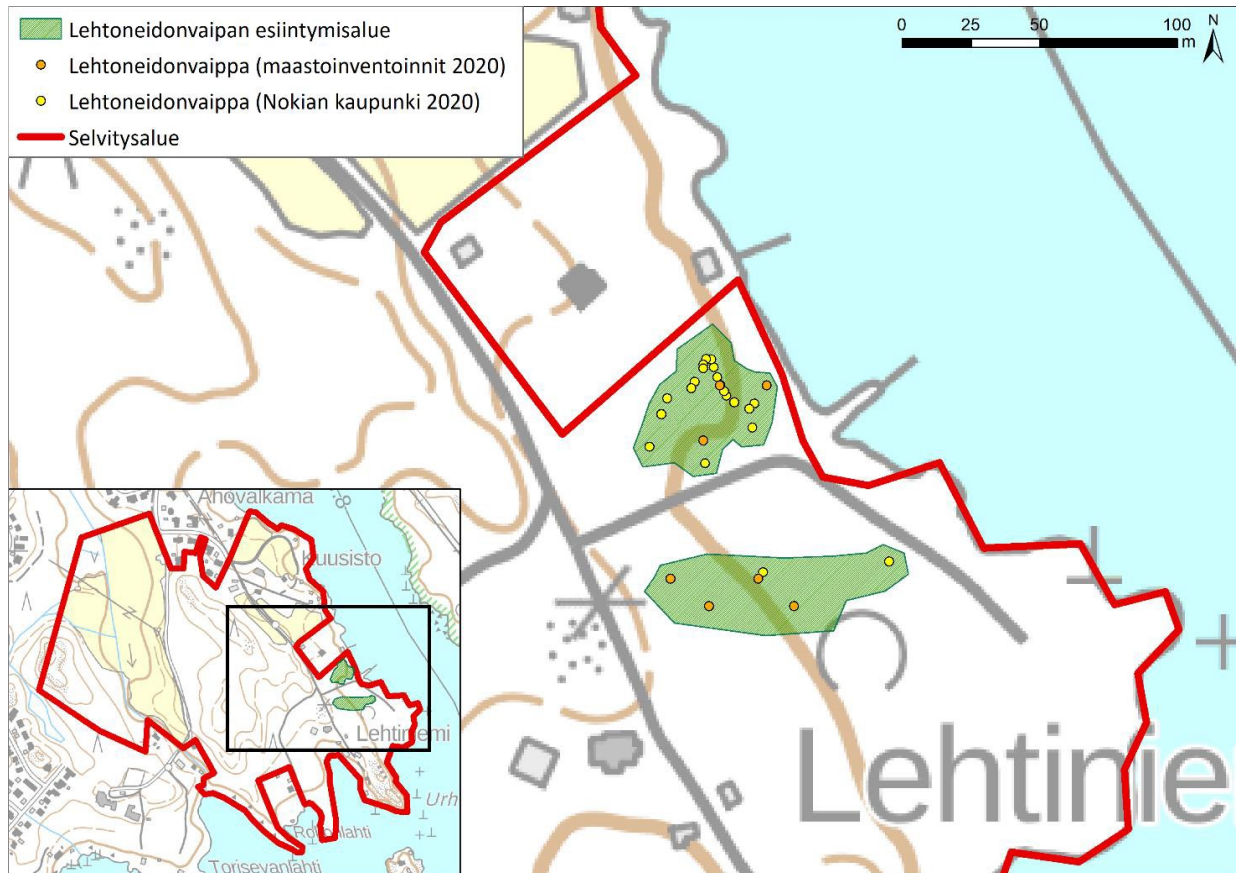 Lehtoneidonvaipan esiintymisalue
Lehtoneidonvaippa (maastoinventoinnit 2020)
Lehtoneidonvaippa (Nokian kaupunki 2020)
Selvitysalue
0 25 50 100
m
N
Lehtinie
Ahovalkama
Kuusisto
Lehtiniemi
Urh
Torisevanlahti